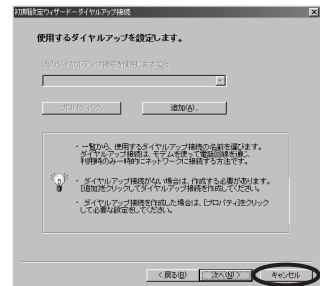 初期設定ウィザード－ダイヤルアップ接続
使用するダイヤルアップを設定します。
次のダイヤルアップ接続を使用します(U):
プロパティ(P)...
追加(A)...
・一覧から、使用するダイヤルアップ接続の名前を選びます。
ダイヤルアップ接続は、モデムを使って電話回線を通し、
利用時のみ一時的にネットワークに接続する方法です。
・ダイヤルアップ接続がない場合は、作成する必要があります。
[追加]をクリックしてダイヤルアップ接続を作成してください。
・ダイヤルアップ接続を作成した場合は、[プロパティ]をクリック
して必要な設定をしてください。
< 戻る(B)
次へ(N) >
キャンセル